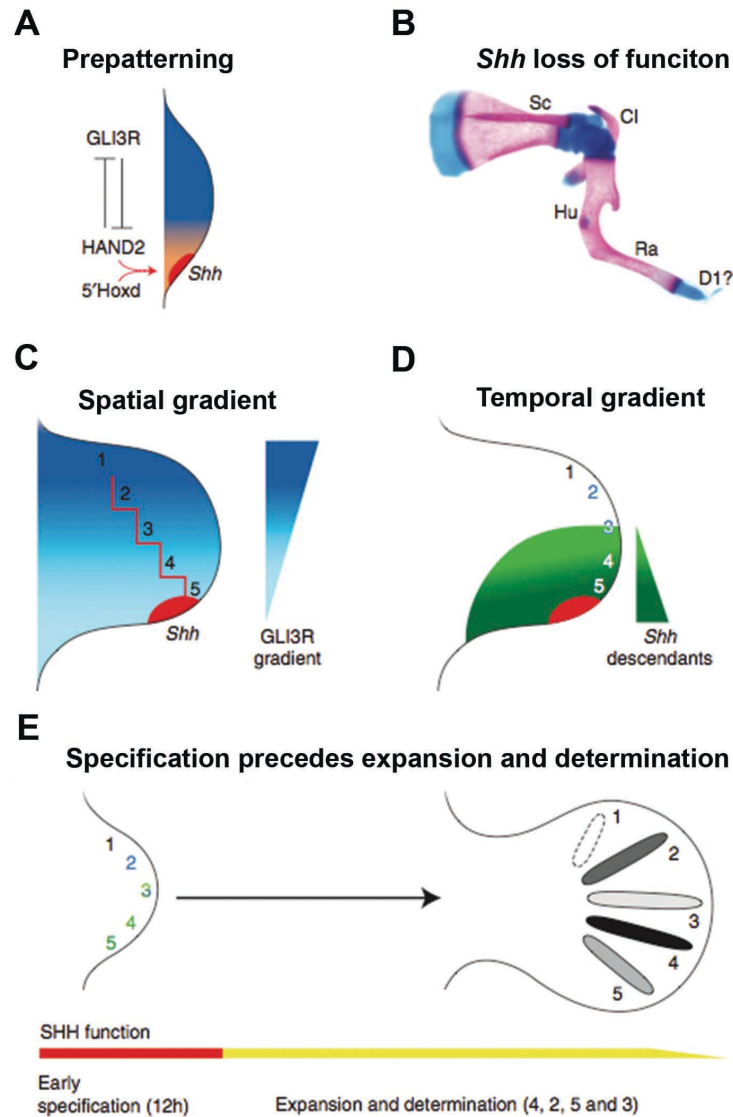 A
Prepatterning
GLI3R
HAND2
5'Hoxd
Shh
B
Shh loss of funciton
Sc
Cl
Hu
Ra
D1?
C
Spatial gradient
1
2
3
4
5
Shh
GLI3R
gradient
D
Temporal gradient
1
2
3
4
5
Shh
descendants
E
Specification precedes expansion and determination
1
2
3
4
5
1
2
3
4
5
SHH function
Early
specification (12h)
Expansion and determination (4, 2, 5 and 3)